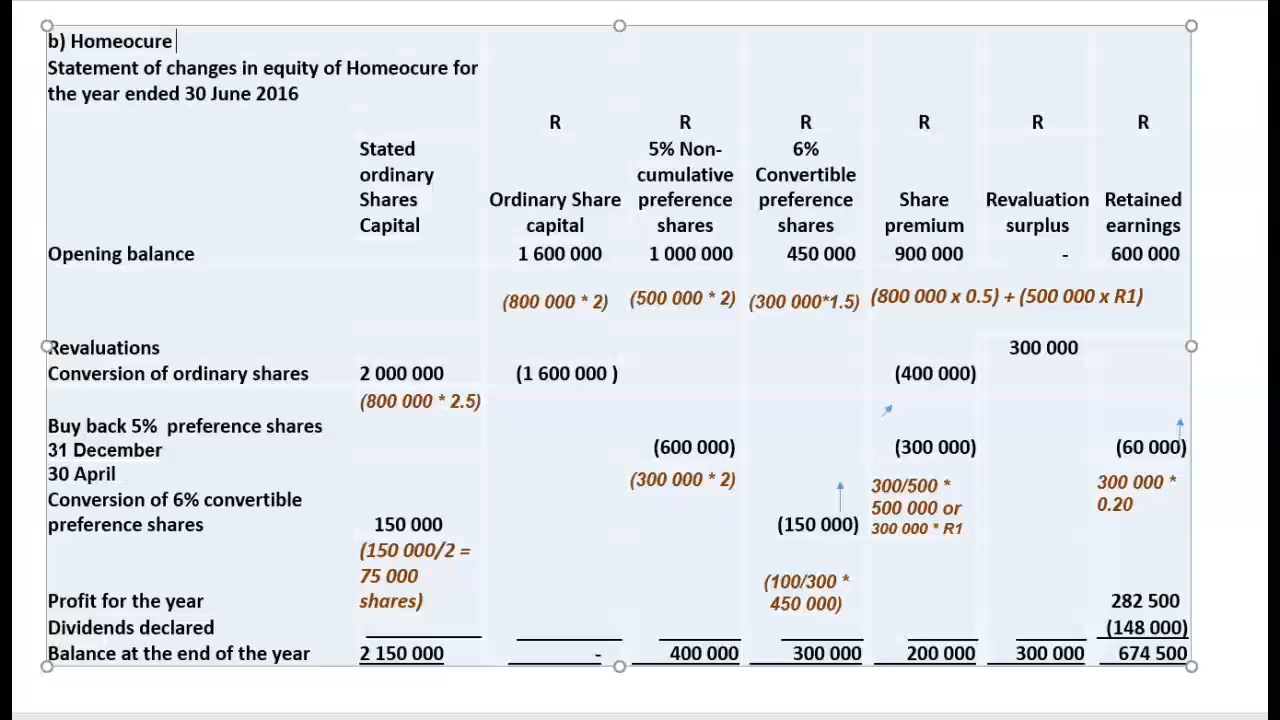 b) Homeocure
Statement of changes in equity of Homeocure for
the year ended 30 June 2016
R R R R R R
Stated 5% Non- 6%
ordinary cumulative Convertible
Shares Ordinary Share preference preference Share Revaluation Retained
Capital capital shares shares premium surplus earnings
Opening balance 1 600 000 1 000 000 450 000 900 000 - 600 000
(800 000 * 2) (500 000 * 2) (300 000*1.5) (800 000 x 0.5) + (500 000 x R1)
Revaluations 300 000
Conversion of ordinary shares 2 000 000 (1 600 000 ) (400 000)
(800 000 * 2.5)
Buy back 5% preference shares
31 December (600 000) (300 000) (60 000)
30 April (300 000 * 2) 300/500 * 300 000 *
Conversion of 6% convertible 500 000 or 0.20
preference shares 150 000 (150 000) 300 000 * R1
(150 000/2 =
75 000 (100/300 *
Profit for the year shares) 450 000) 282 500
Dividends declared (148 000)
Balance at the end of the year 2 150 000 - 400 000 300 000 200 000 300 000 674 500